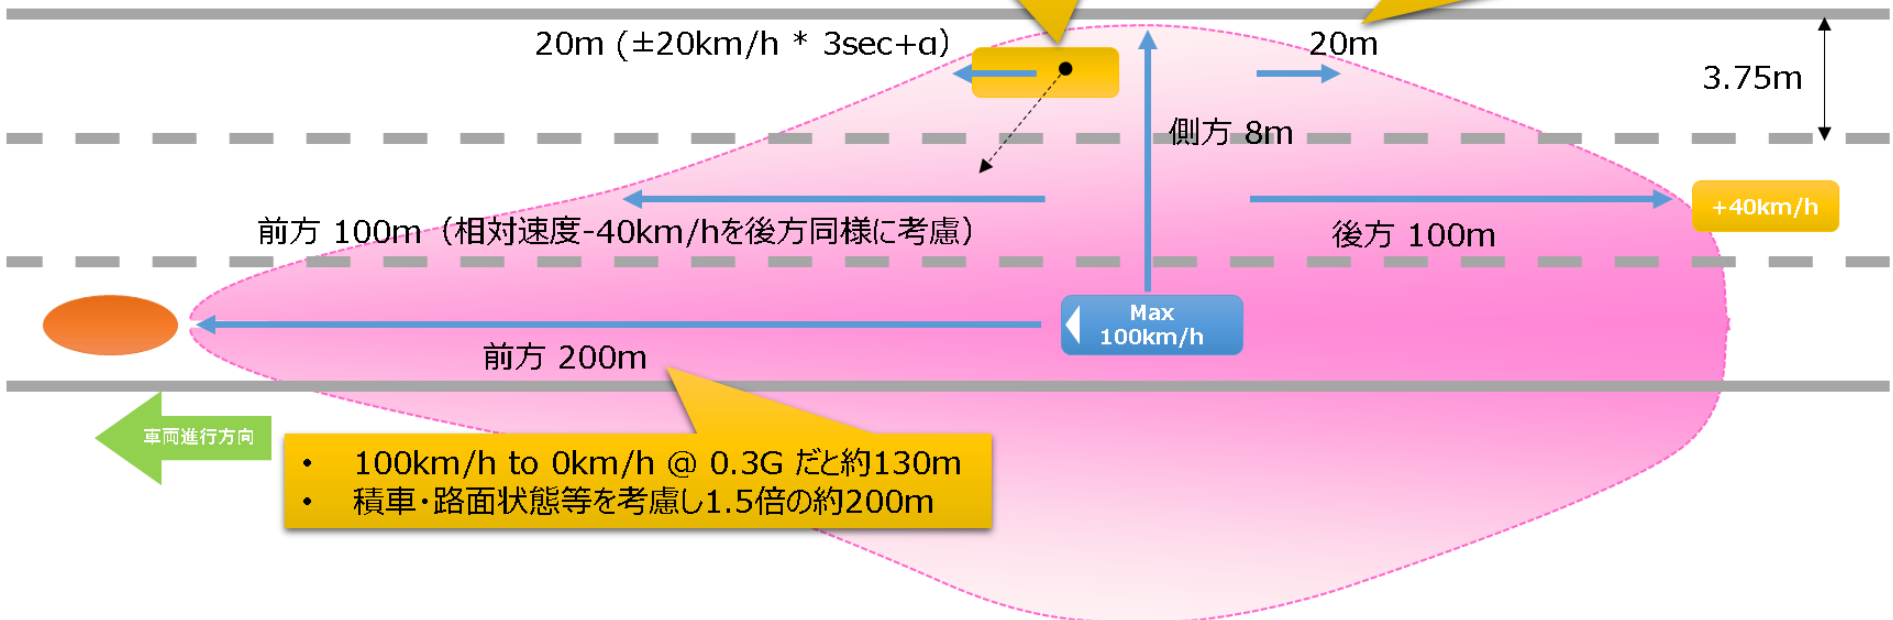 20m (±20km/h * 3sec+α)
20m
3.75m
側方 8m
+40km/h
前方 100m（相対速度-40km/hを後方同様に考慮）
後方 100m
Max
100km/h
前方 200m
車両進行方向
• 100km/h to 0km/h @ 0.3G だと約130m
• 積車・路面状態等を考慮し1.5倍の約200m